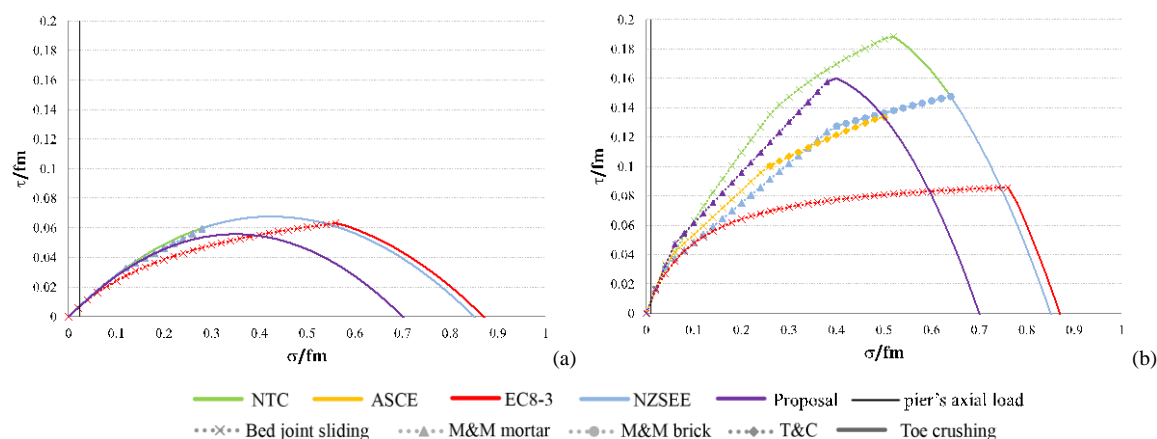 0.2
0.18
0.16
0.14
0.12
0.1
0.08
0.06
0.04
0.02
0
τ/fm
0 0.1 0.2 0.3 0.4 0.5 0.6 0.7 0.8 0.9 1
σ/fm
(a)
0.2
0.18
0.16
0.14
0.12
0.1
0.08
0.06
0.04
0.02
0
τ/fm
0 0.1 0.2 0.3 0.4 0.5 0.6 0.7 0.8 0.9 1
σ/fm
(b)
NTC ASCE EC8-3 NZSEE Proposal pier's axial load
Bed joint sliding M&M mortar M&M brick T&C Toe crushing